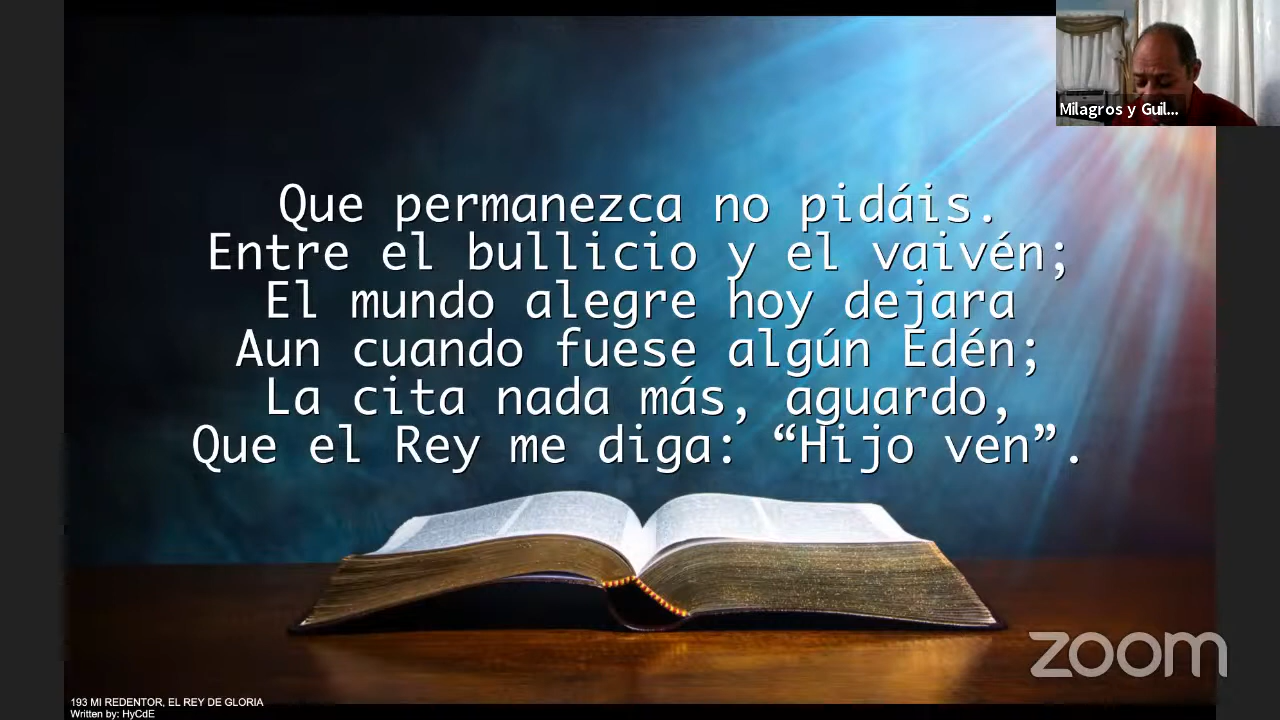 Milagros y Guil...
Que permanezca no pidáis.
Entre el bullicio y el vaivén;
El mundo alegre hoy dejara
Aun cuando fuese algún Edén;
La cita nada más, aguardo,
Que el Rey me diga: “Hijo ven”.
zoom
193 MI REDENTOR, EL REY DE GLORIA
Written by: HyCdE